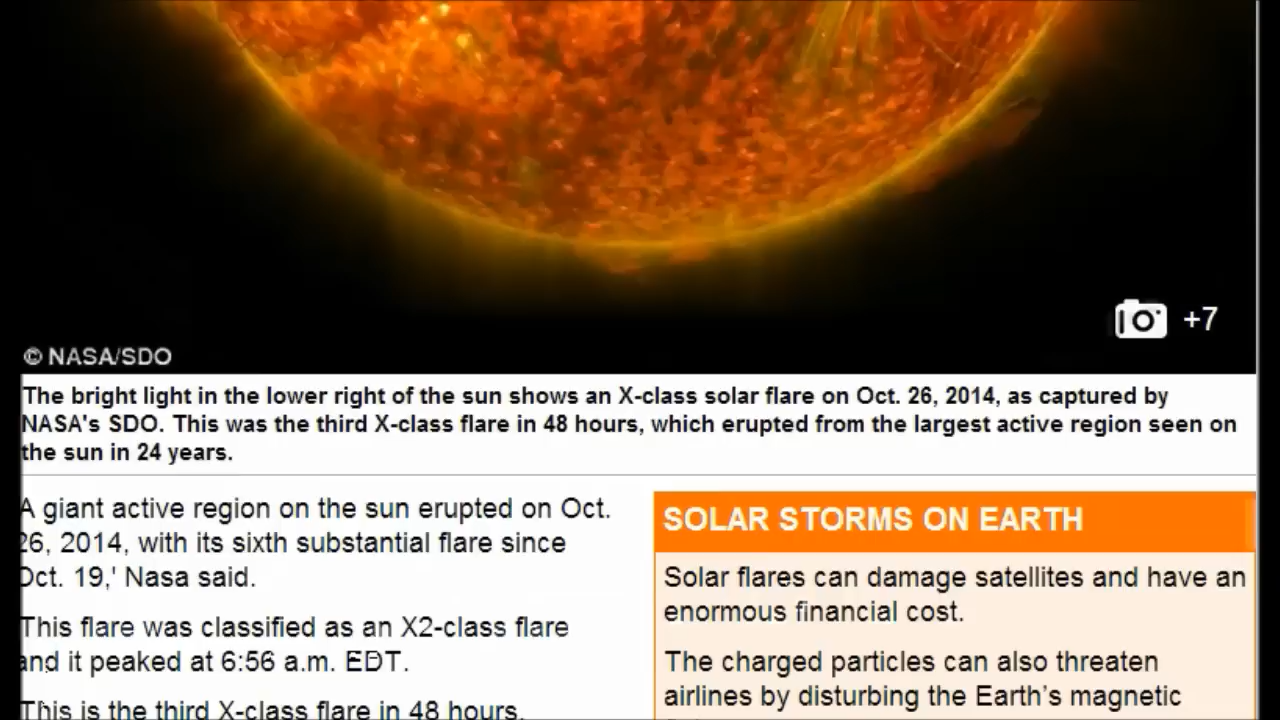 +7
© NASA/SDO
The bright light in the lower right of the sun shows an X-class solar flare on Oct. 26, 2014, as captured by
NASA's SDO. This was the third X-class flare in 48 hours, which erupted from the largest active region seen on
the sun in 24 years.
A giant active region on the sun erupted on Oct.
26, 2014, with its sixth substantial flare since
Oct. 19,' Nasa said.
This flare was classified as an X2-class flare
and it peaked at 6:56 a.m. EDT.
This is the third X-class flare in 48 hours,
SOLAR STORMS ON EARTH
Solar flares can damage satellites and have an
enormous financial cost.
The charged particles can also threaten
airlines by disturbing the Earth's magnetic